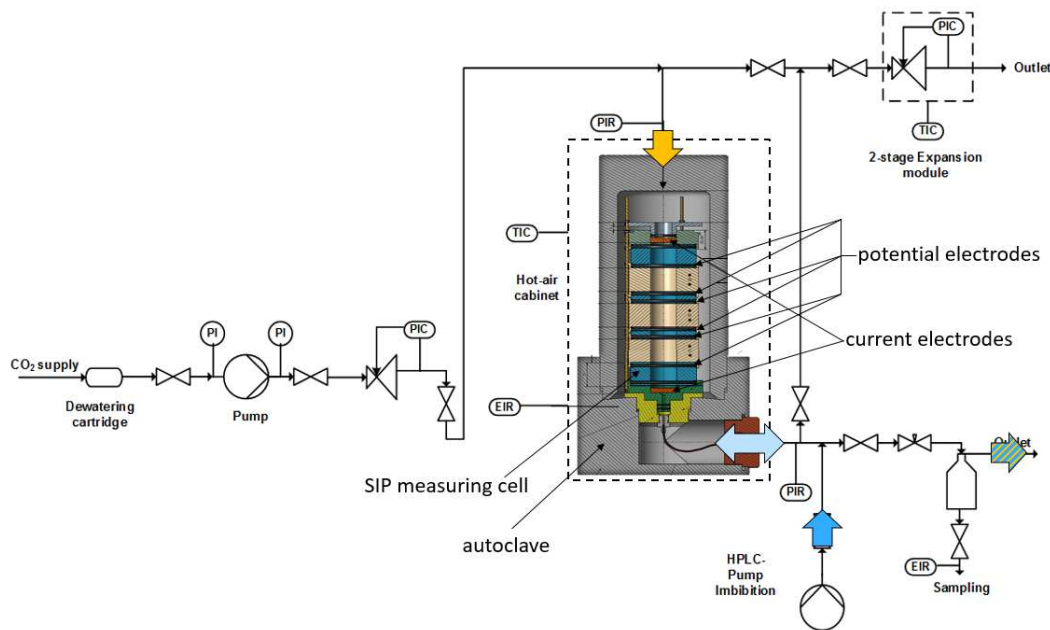 PIC
Outlet
TIC
2-stage Expansion
module
PIR
TIC
Hot-air
cabinet
potential electrodes
current electrodes
PI
PI
PIC
CO₂ supply
Dewatering
cartridge
Pump
EIR
SIP measuring cell
autoclave
PIR
Outlet
HPLC-
Pump
Imbibition
EIR
Sampling